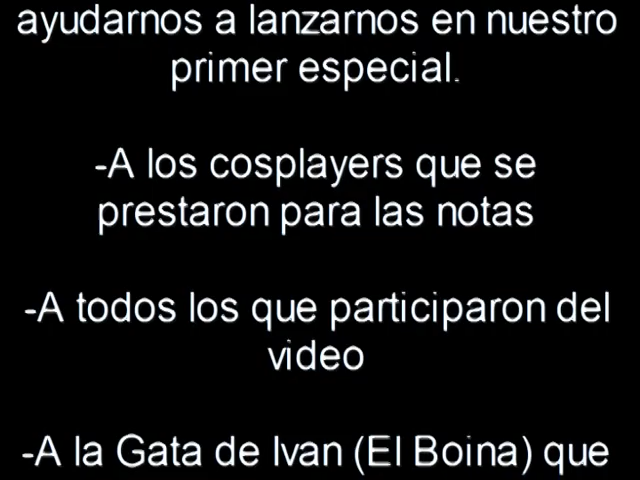 ayudarnos a lanzarnos en nuestro
primer especial.
-A los cosplayers que se
prestaron para las notas
-A todos los que participaron del
video
-A la Gata de Ivan (El Boina) que